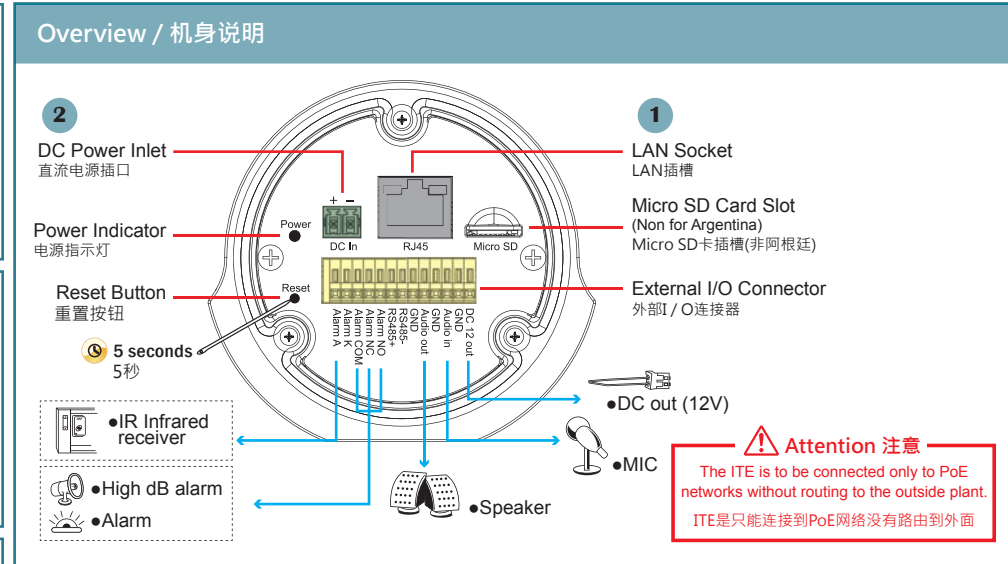 Overview / 机身说明
2
DC Power Inlet
直流电源插口
Power Indicator
电源指示灯
Reset Button
重置按钮
5 seconds
5秒
1
LAN Socket
LAN插槽
Micro SD Card Slot
(Non for Argentina)
Micro SD卡插槽(非阿根廷)
External I/O Connector
外部I / O连接器
+ −
Power
DC In
RJ45
Micro SD
Reset
Alarm A
Alarm K
Alarm COM
Alarm NC
Alarm NO
RS485+
RS485-
GND
Audio out
GND
Audio in
GND
DC 12 out
●IR Infrared
receiver
●High dB alarm
●Alarm
●Speaker
●MIC
●DC out (12V)
Attention 注意
The ITE is to be connected only to PoE
networks without routing to the outside plant.
ITE是只能连接到PoE网络没有路由到外面